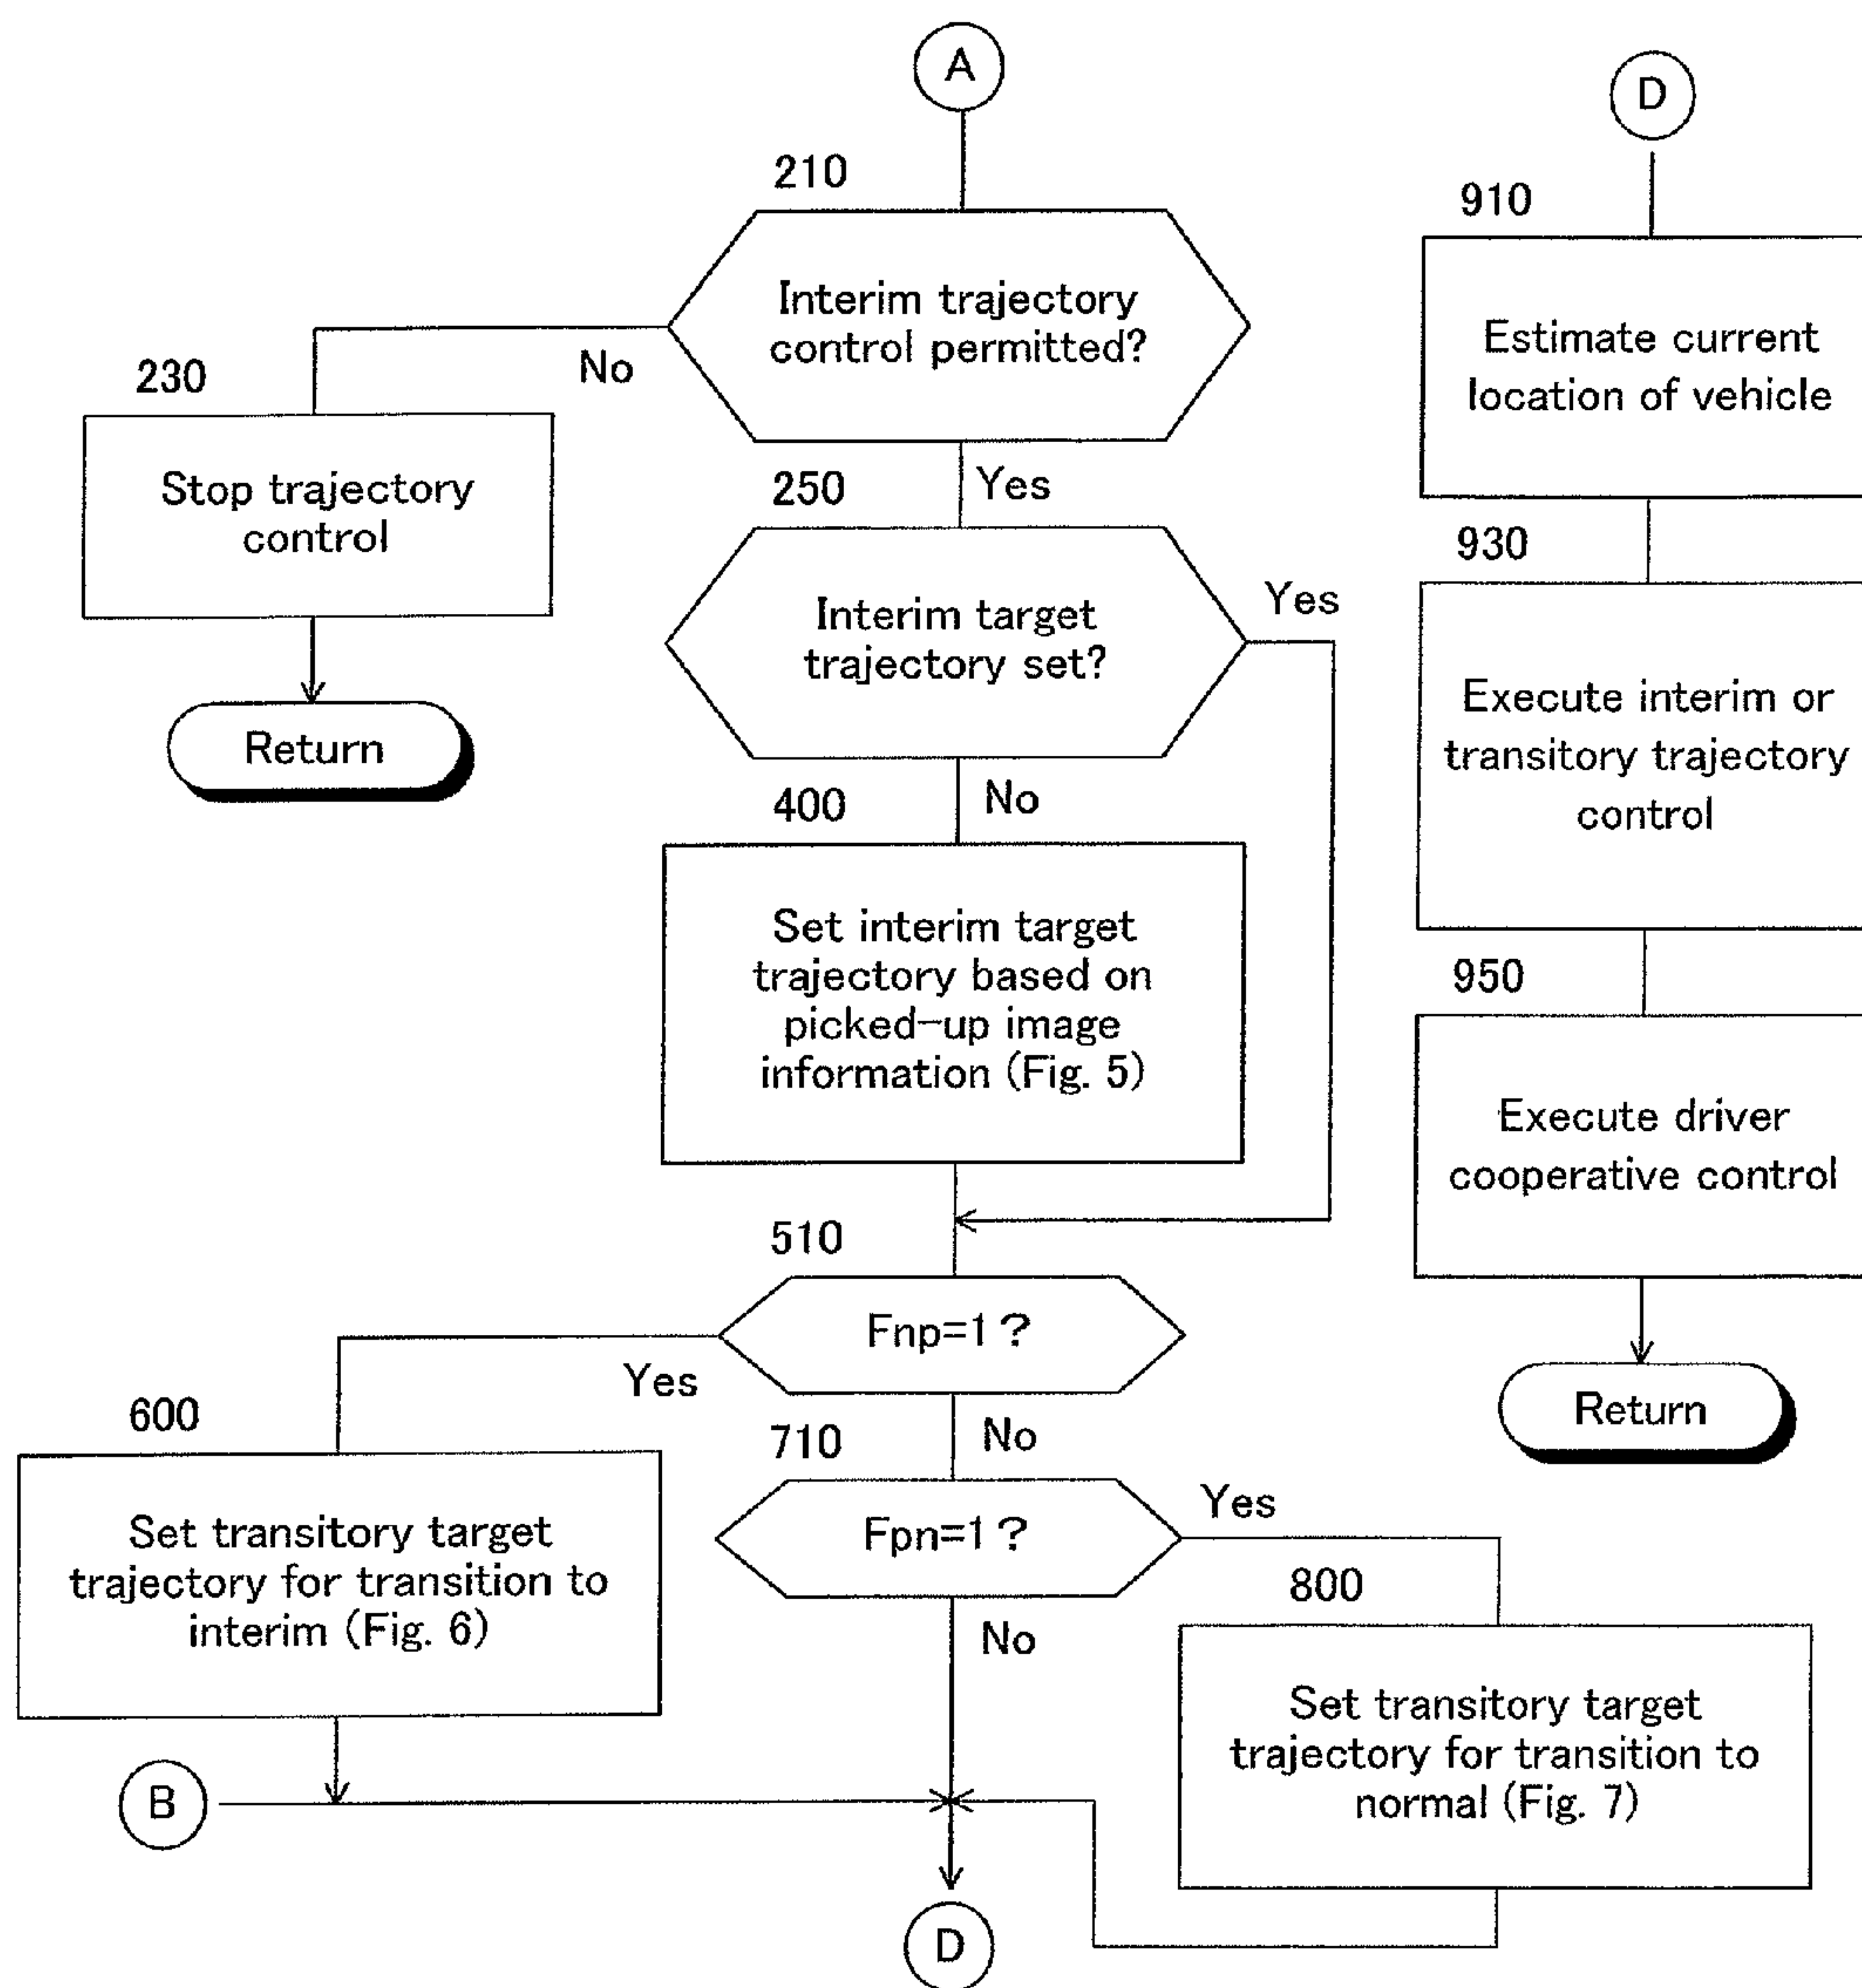 A
210
Interim trajectory
control permitted?
No
Yes
230
Stop trajectory
control
Return
250
Interim target
trajectory set?
Yes
No
400
Set interim target
trajectory based on
picked-up image
information (Fig. 5)
510
Fnp=1?
Yes
No
600
Set transitory target
trajectory for transition to
interim (Fig. 6)
710
Fpn=1?
Yes
No
800
Set transitory target
trajectory for transition to
normal (Fig. 7)
B
D
D
910
Estimate current
location of vehicle
930
Execute interim or
transitory trajectory
control
950
Execute driver
cooperative control
Return